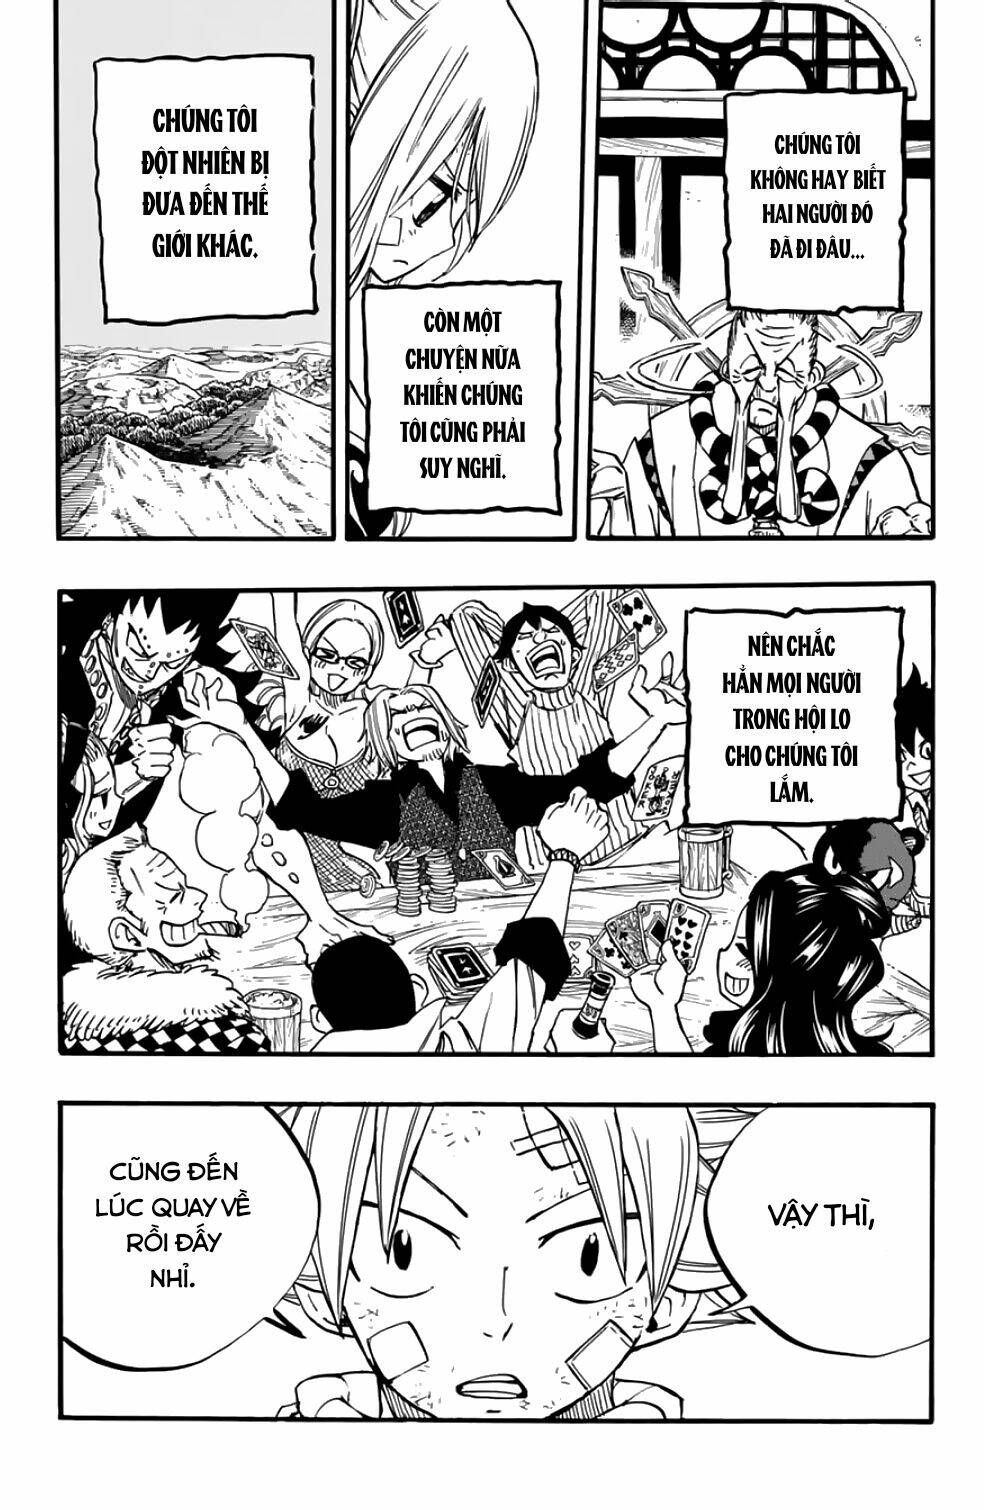 CHÚNG TÔI
KHÔNG HAY BIẾT
HAI NGƯỜI ĐÓ
ĐÃ ĐI ĐÂU...
CÒN MỘT
CHUYỆN NỮA
KHIẾN CHÚNG
TÔI CŨNG PHẢI
SUY NGHĨ.
CHÚNG TÔI
ĐỘT NHIÊN BỊ
ĐƯA ĐẾN THẾ
GIỚI KHÁC.
NÊN CHẮC
HẲN MỌI NGƯỜI
TRONG HỘI LO
CHO CHÚNG TÔI
LẮM.
VẬY THÌ,
CŨNG ĐẾN
LÚC QUAY VỀ
RỒI ĐẤY
NHỈ.